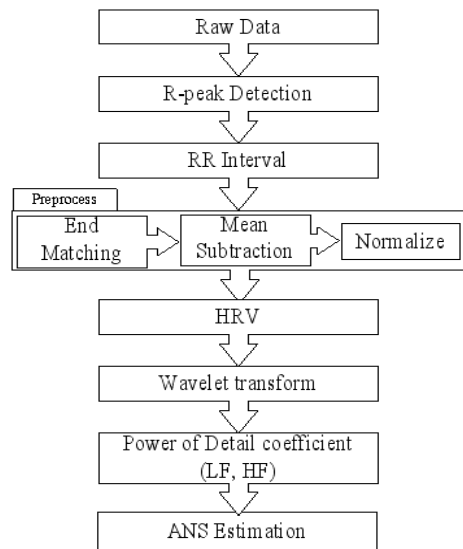 Raw Data
R-peak Detection
RR Interval
Preprocess
End
Matching
Mean
Subtraction
Normalize
HRV
Wavelet transform
Power of Detail coefficient
(LF, HF)
ANS Estimation